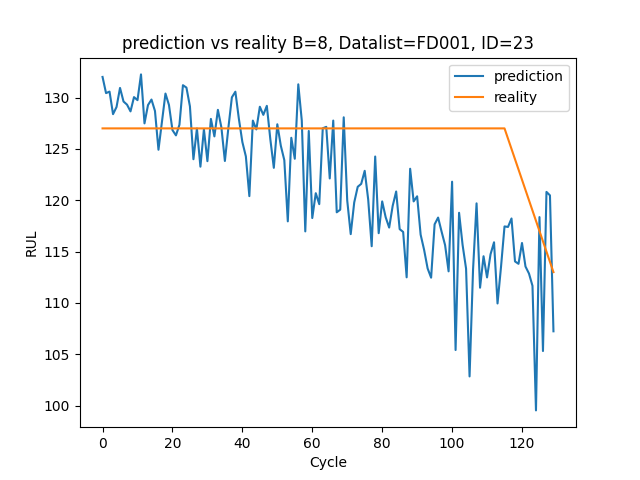 prediction vs reality B=8, Datalist=FD001, ID=23
prediction
reality
RUL
130
125
120
115
110
105
100
0 20 40 60 80 100 120
Cycle